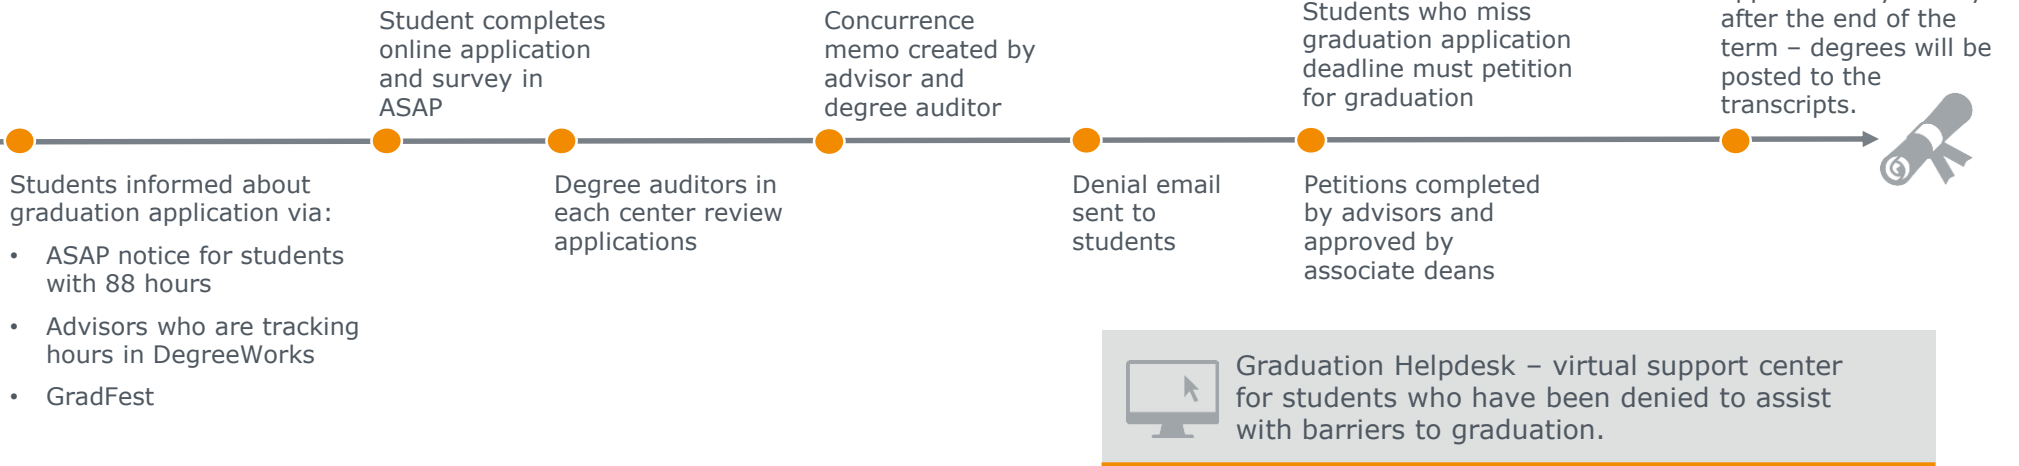 Student completes
online application
and survey in
ASAP
Concurrence
memo created by
advisor and
degree auditor
Students who miss
graduation application
deadline must petition
for graduation
after the end of the
term – degrees will be
posted to the
transcripts.
Students informed about
graduation application via:
• ASAP notice for students
with 88 hours
• Advisors who are tracking
hours in DegreeWorks
• GradFest
Degree auditors in
each center review
applications
Denial email
sent to
students
Petitions completed
by advisors and
approved by
associate deans
Graduation Helpdesk – virtual support center
for students who have been denied to assist
with barriers to graduation.